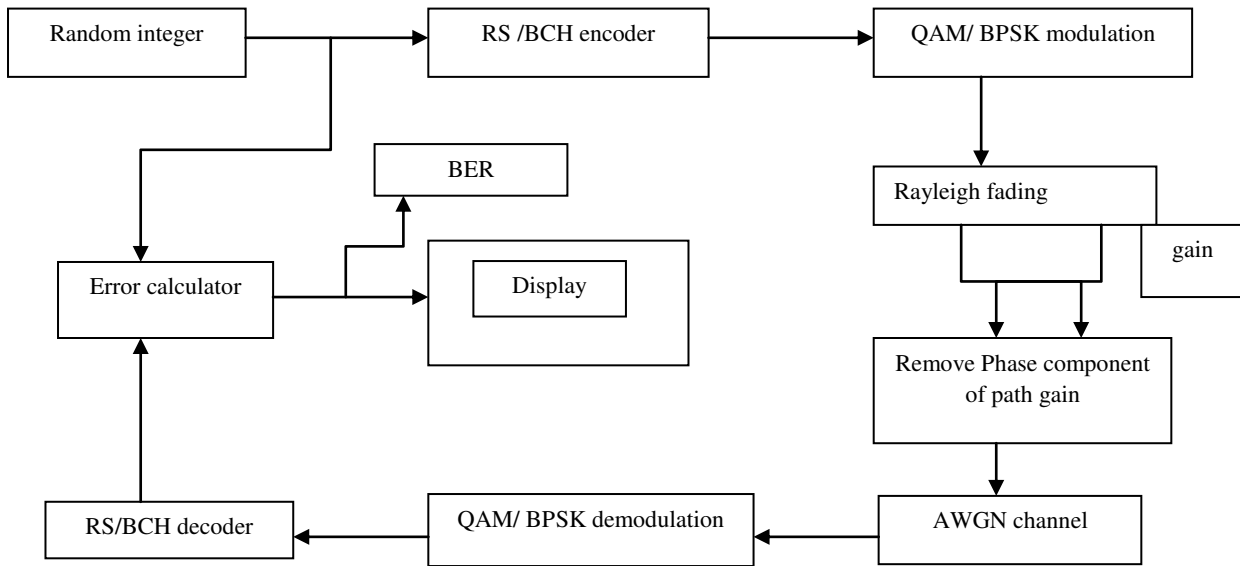 Random integer
RS /BCH encoder
QAM/ BPSK modulation
BER
Rayleigh fading
gain
Error calculator
Display
Remove Phase component
of path gain
RS/BCH decoder
QAM/ BPSK demodulation
AWGN channel